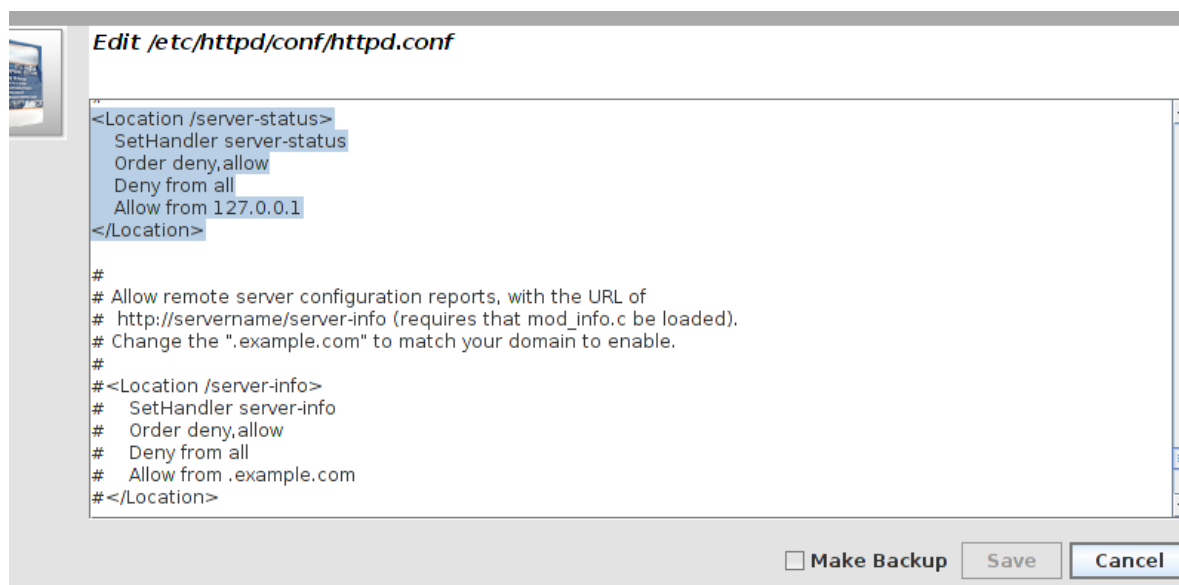 Edit /etc/httpd/conf/httpd.conf
#
<Location /server-status>
SetHandler server-status
Order deny,allow
Deny from all
Allow from 127.0.0.1
</Location>
#
# Allow remote server configuration reports, with the URL of
#  http://servername/server-info (requires that mod_info.c be loaded).
# Change the ".example.com" to match your domain to enable.
#
#<Location /server-info>
#    SetHandler server-info
#    Order deny,allow
#    Deny from all
#    Allow from .example.com
#</Location>
Make Backup Save Cancel